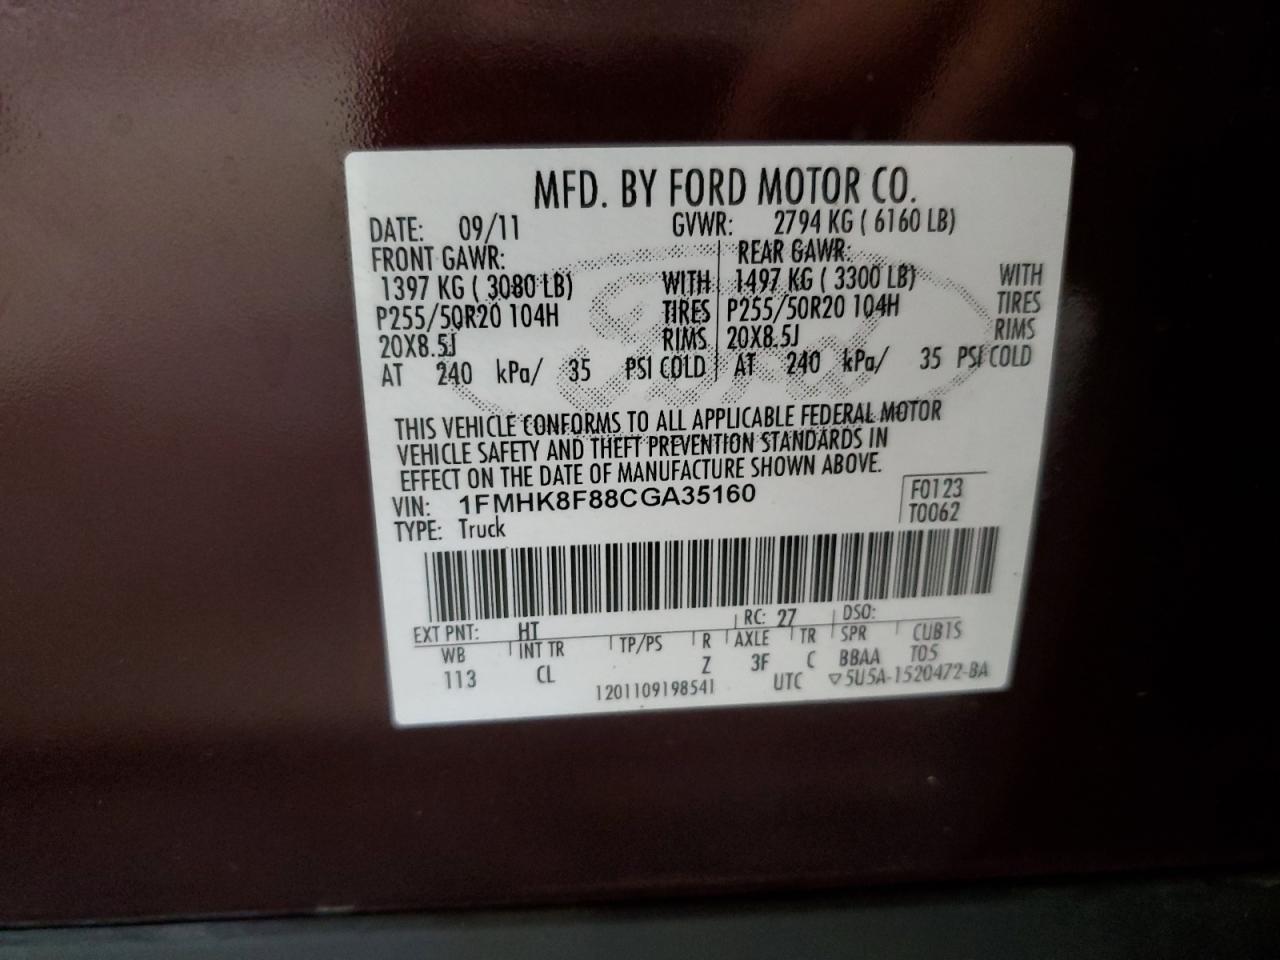 MFD. BY FORD MOTOR CO.
DATE: 09/11 GVWR: 2794 KG ( 6160 LB)
FRONT GAWR: REAR GAWR:
1397 KG ( 3080 LB) WITH 1497 KG ( 3300 LB) WITH
P255/50R20 104H TIRES P255/50R20 104H TIRES
20X8.5J RIMS 20X8.5J RIMS
AT 240 kPa/ 35 PSI COLD AT 240 kPa/ 35 PSI COLD
THIS VEHICLE CONFORMS TO ALL APPLICABLE FEDERAL MOTOR
VEHICLE SAFETY AND THEFT PREVENTION STANDARDS IN
EFFECT ON THE DATE OF MANUFACTURE SHOWN ABOVE.
VIN: 1FMHK8F88CGA35160 F0123
TYPE: Truck T0062
EXT PNT: HT RC: 27 DSO:
WB INT TR TP/PS R AXLE TR SPR CUB1S
113 CL Z 3F C BBAA T05
1201109198541 UTC ▽5U5A-1520472-BA